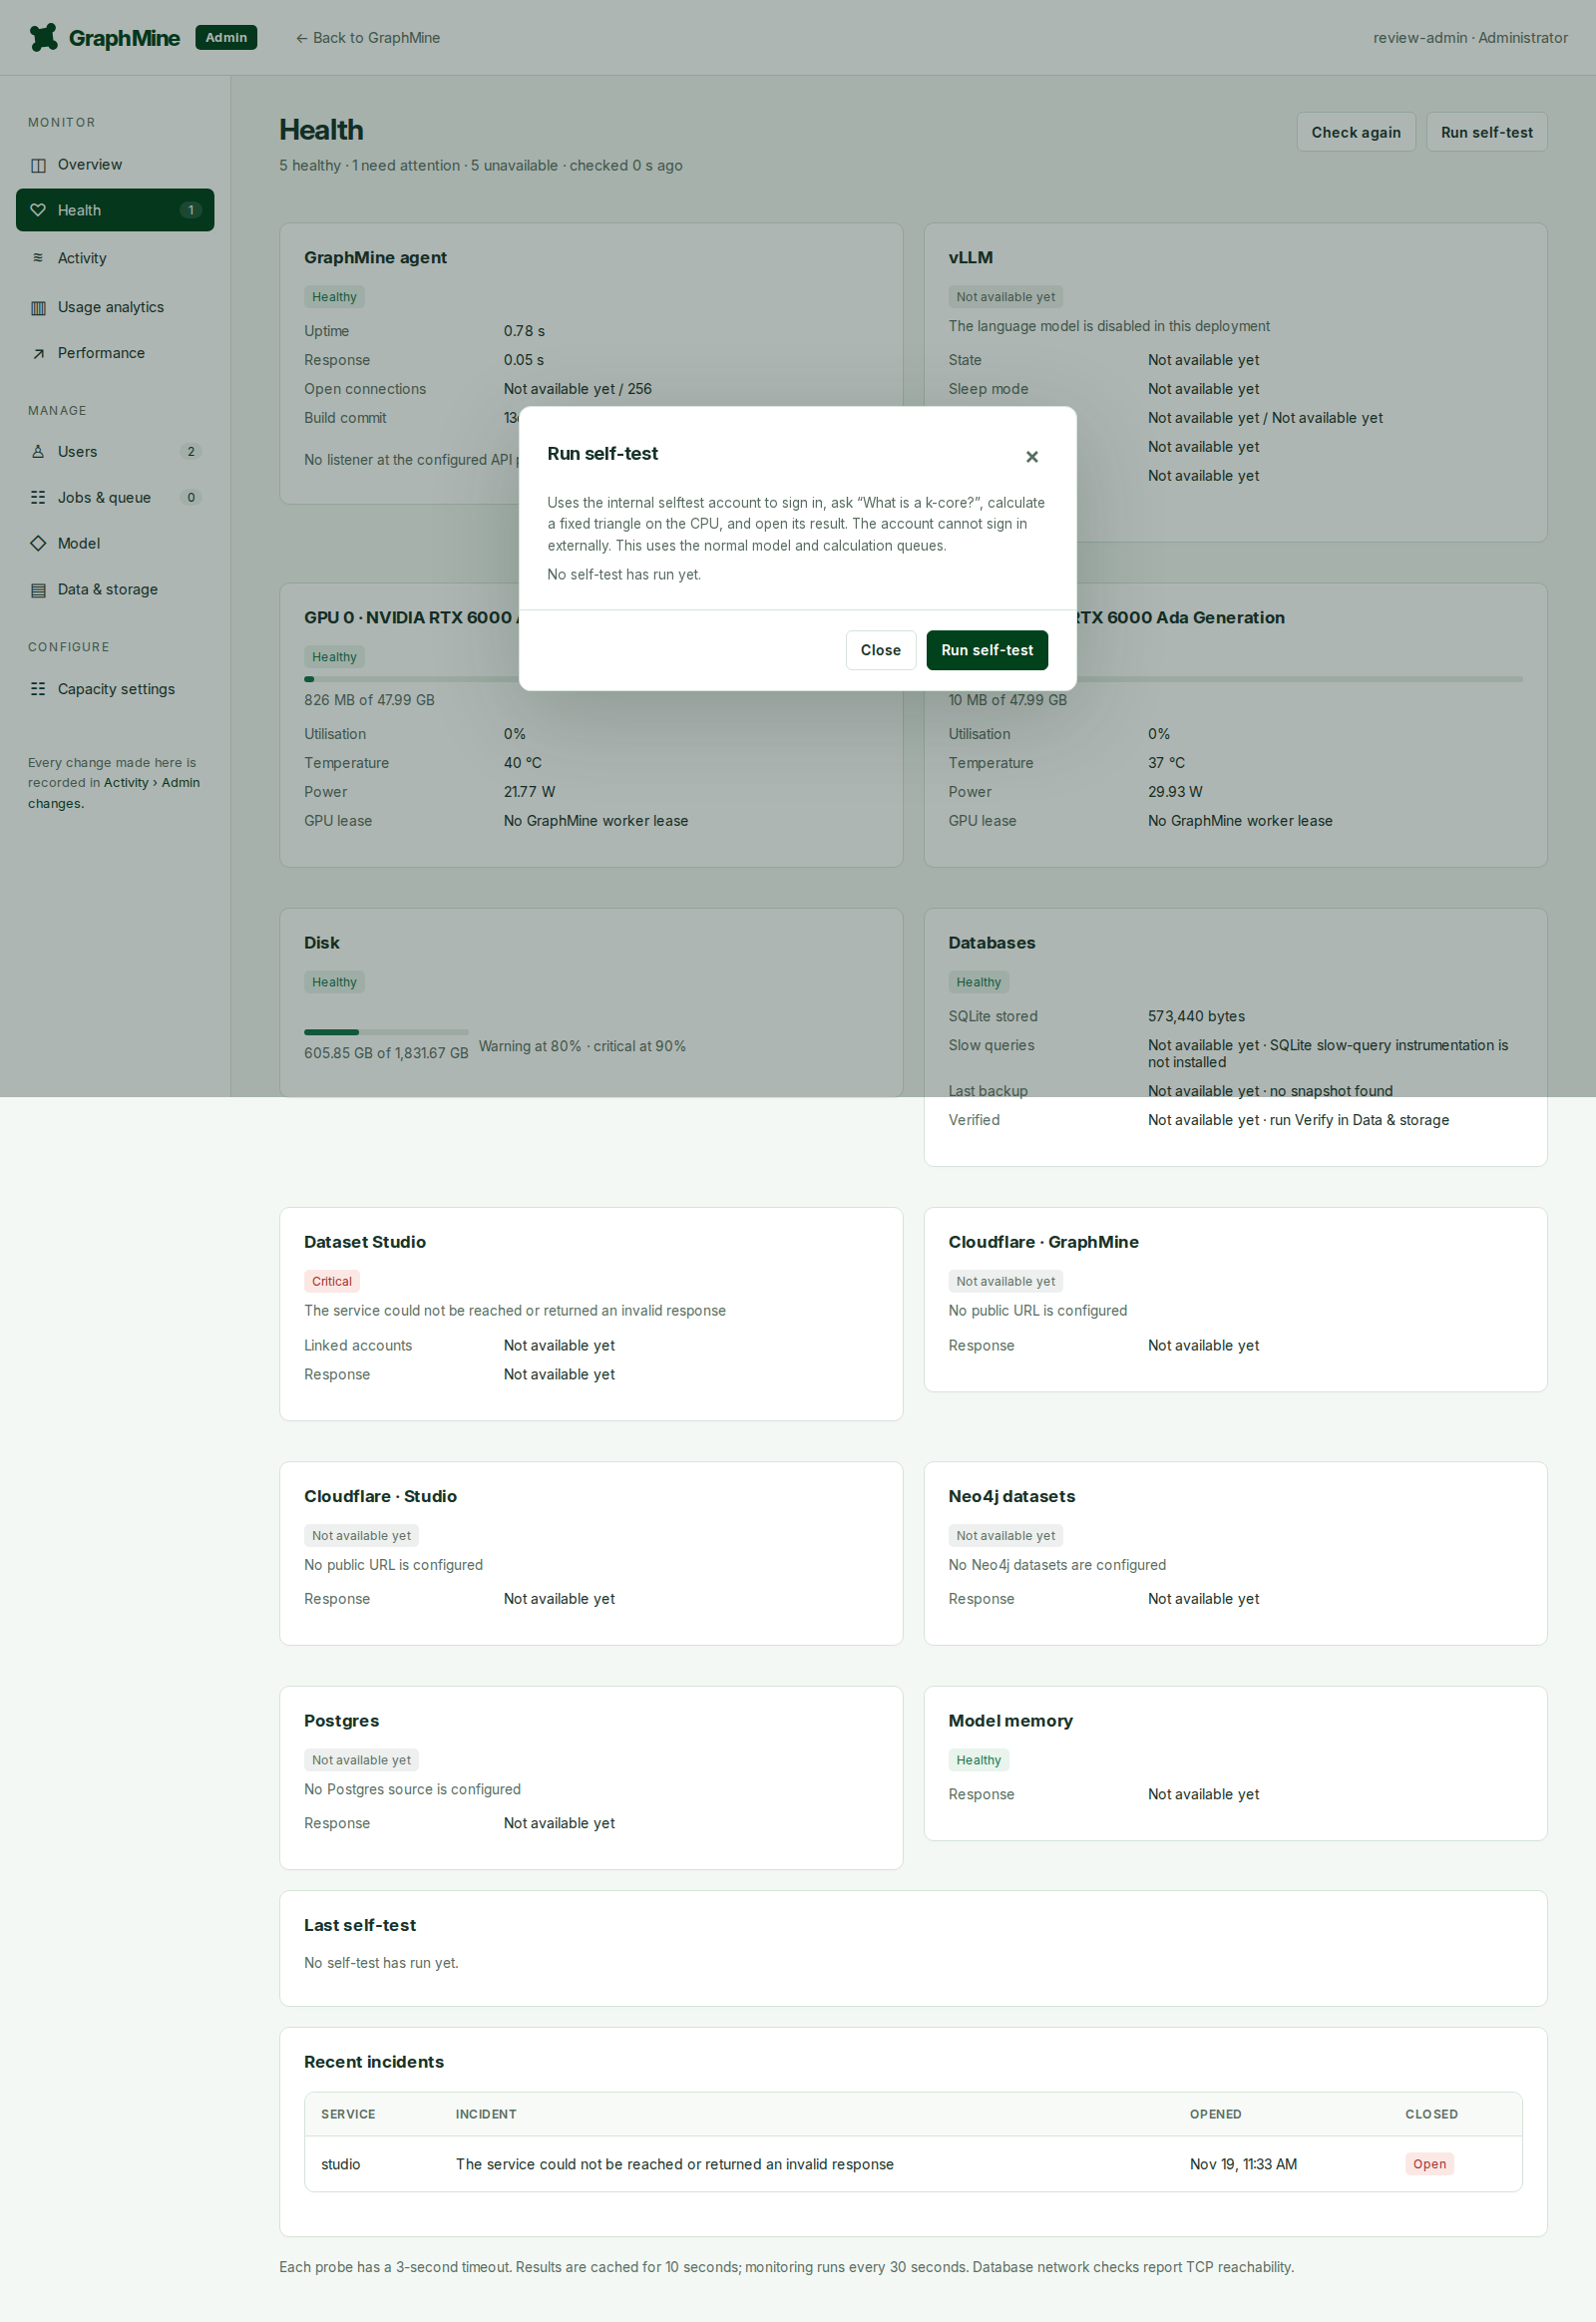 GraphMine
Admin
← Back to GraphMine
review-admin · Administrator
MONITOR
Overview
Health 1
Activity
Usage analytics
Performance
MANAGE
Users 2
Jobs & queue 0
Model
Data & storage
CONFIGURE
Capacity settings
Every change made here is
recorded in Activity › Admin
changes.
Health
5 healthy · 1 need attention · 5 unavailable · checked 0 s ago
Check again
Run self-test
GraphMine agent
Healthy
Uptime 0.78 s
Response 0.05 s
Open connections Not available yet / 256
Build commit
No listener at the configured API
vLLM
Not available yet
The language model is disabled in this deployment
State Not available yet
Sleep mode Not available yet
Not available yet / Not available yet
Not available yet
Not available yet
Run self-test
×
Uses the internal selftest account to sign in, ask “What is a k-core?”, calculate
a fixed triangle on the CPU, and open its result. The account cannot sign in
externally. This uses the normal model and calculation queues.
No self-test has run yet.
Close
Run self-test
GPU 0 · NVIDIA RTX 6000
Healthy
826 MB of 47.99 GB
Utilisation 0%
Temperature 40 °C
Power 21.77 W
GPU lease No GraphMine worker lease
6000 Ada Generation
10 MB of 47.99 GB
Utilisation 0%
Temperature 37 °C
Power 29.93 W
GPU lease No GraphMine worker lease
Disk
Healthy
605.85 GB of 1,831.67 GB
Warning at 80% · critical at 90%
Databases
Healthy
SQLite stored 573,440 bytes
Slow queries Not available yet · SQLite slow-query instrumentation is
not installed
Last backup Not available yet · no snapshot found
Verified Not available yet · run Verify in Data & storage
Dataset Studio
Critical
The service could not be reached or returned an invalid response
Linked accounts Not available yet
Response Not available yet
Cloudflare · GraphMine
Not available yet
No public URL is configured
Response Not available yet
Cloudflare · Studio
Not available yet
No public URL is configured
Response Not available yet
Neo4j datasets
Not available yet
No Neo4j datasets are configured
Response Not available yet
Postgres
Not available yet
No Postgres source is configured
Response Not available yet
Model memory
Healthy
Response Not available yet
Last self-test
No self-test has run yet.
Recent incidents
SERVICE INCIDENT OPENED CLOSED
studio The service could not be reached or returned an invalid response Nov 19, 11:33 AM Open
Each probe has a 3-second timeout. Results are cached for 10 seconds; monitoring runs every 30 seconds. Database network checks report TCP reachability.